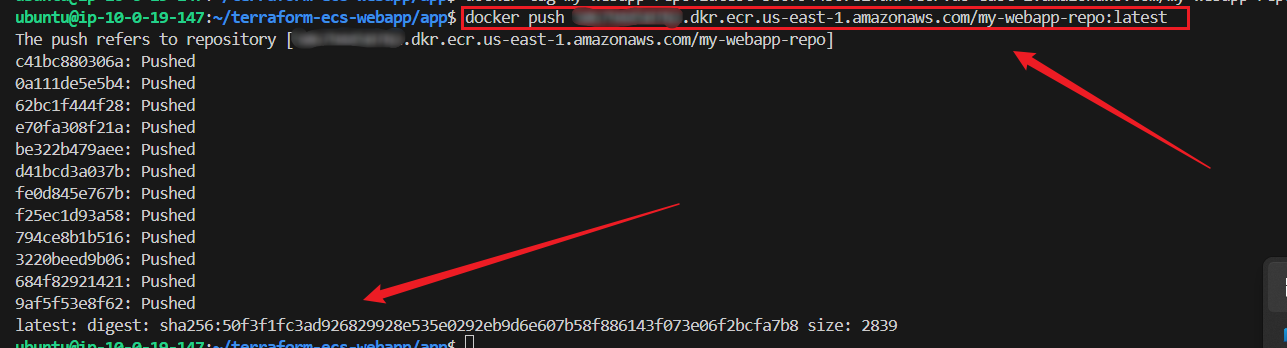 ubuntu@ip-10-0-19-147:~/terraform-ecs-webapp/app$ docker push .dkr.ecr.us-east-1.amazonaws.com/my-webapp-repo:latest
The push refers to repository [.dkr.ecr.us-east-1.amazonaws.com/my-webapp-repo]
c41bc880306a: Pushed
0a111de5e5b4: Pushed
62bc1f444f28: Pushed
e70fa308f21a: Pushed
be322b479aee: Pushed
d41bcd3a037b: Pushed
fe0d845e767b: Pushed
f25ec1d93a58: Pushed
794ce8b1b516: Pushed
3220beed9b06: Pushed
684f82921421: Pushed
9af5f53e8f62: Pushed
latest: digest: sha256:50f3f1fc3ad926829928e535e0292eb9d6e607b58f886143f073e06f2bcfa7b8 size: 2839
ubuntu@ip-10-0-19-147:~/terraform-ecs-webapp/app$